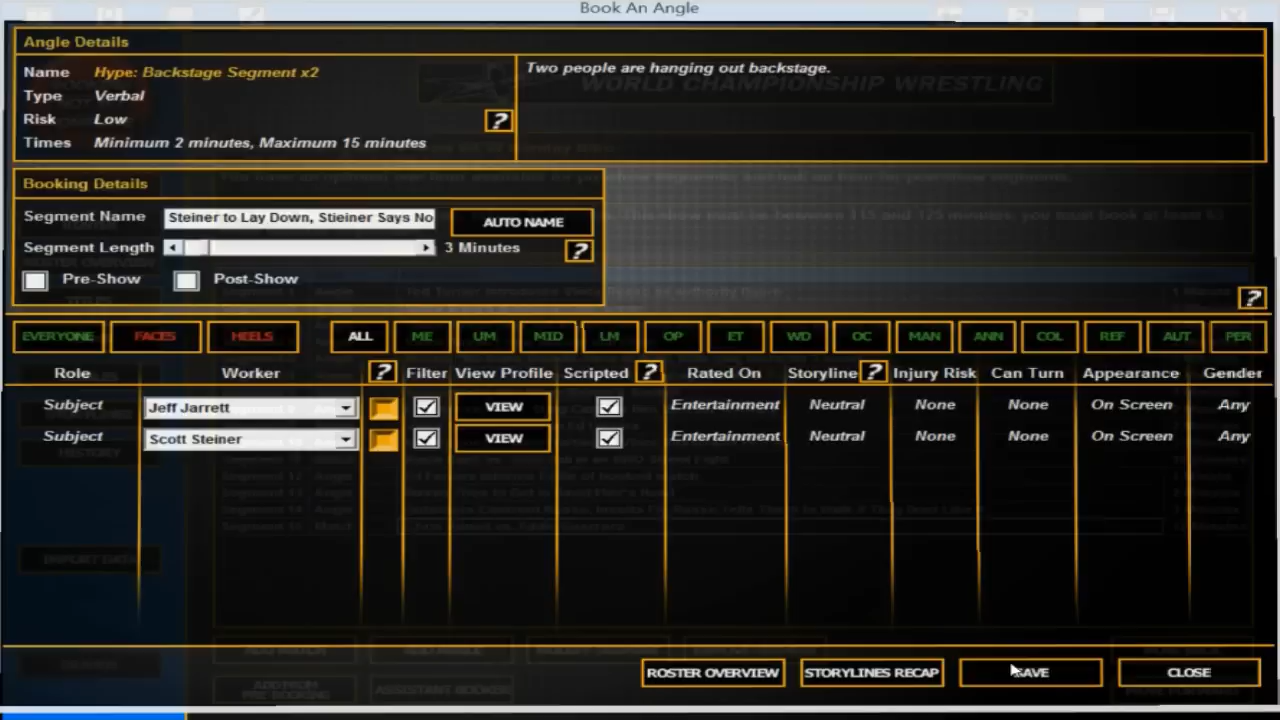 Book An Angle
Angle Details
Name Hype: Backstage Segment x2
Type Verbal
Risk Low
?
Times Minimum 2 minutes, Maximum 15 minutes
Two people are hanging out backstage.
WORLD CHAMPIONSHIP WRESTLING
Booking Details
Segment Name Steiner to Lay Down, Stieiner Says No AUTO NAME
Segment Length 3 Minutes ?
Pre-Show Post-Show
?
EVERYONE FACES HEELS ALL ME UM MID LM OP ET WD OC MAN ANN COL REF AUT PER
Role Worker ? Filter View Profile Scripted ? Rated On Storyline ? Injury Risk Can Turn Appearance Gender
Subject Jeff Jarrett VIEW Entertainment Neutral None None On Screen Any
Subject Scott Steiner VIEW Entertainment Neutral None None On Screen Any
HISTORY
ROSTER OVERVIEW STORYLINES RECAP SAVE CLOSE
ASSISTANT BOOKER